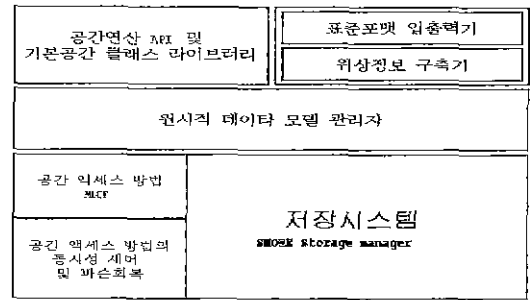 공간연산 API 및
기본공간 클래스 라이브러리
표준포맷 입출력기
위상정보 구축기
원시적 데이타 모델 관리자
공간 액세스 방법
MLGF
공간 액세스 방법의
동시성 제어
및 파손회복
저장시스템
Storage manager